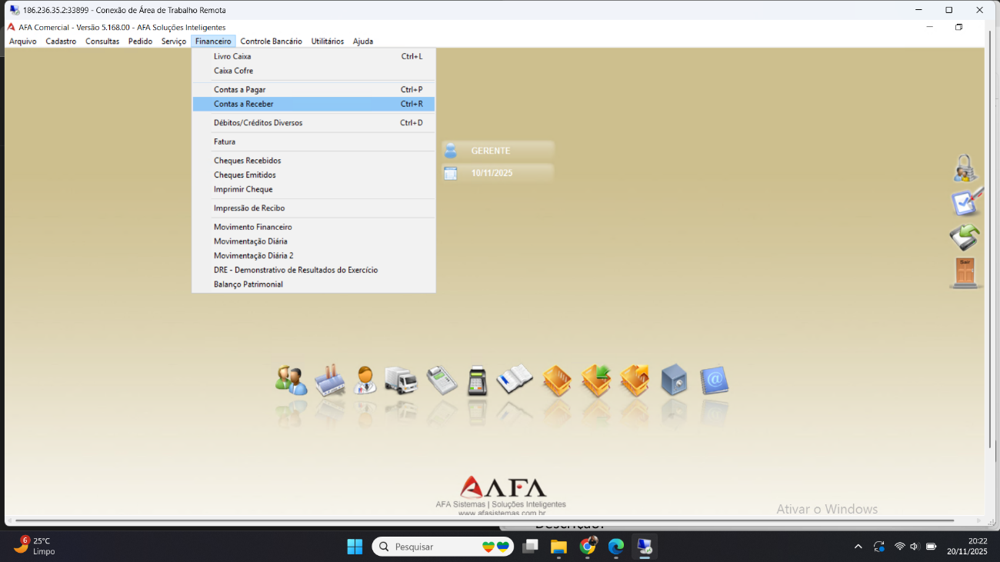 186.236.35.2:33899 - Conexão de Área de Trabalho Remota
AFA Comercial - Versão 5.168.00 - AFA Soluções Inteligentes
Arquivo Cadastro Consultas Pedido Serviço Financeiro Controle Bancário Utilitários Ajuda
Livro Caixa Ctrl+L
Caixa Cofre
Contas a Pagar Ctrl+P
Contas a Receber Ctrl+R
Débitos/Créditos Diversos Ctrl+D
Fatura
Cheques Recebidos
Cheques Emitidos
Imprimir Cheque
Impressão de Recibo
Movimento Financeiro
Movimentação Diária
Movimentação Diária 2
DRE - Demonstrativo de Resultados do Exercício
Balanço Patrimonial
GERENTE
10/11/2025
Sair
@
AFA
AFA Sistemas | Soluções Inteligentes
www.afasistemas.com.br
Ativar o Windows
Descrição:
6
25°C
Limpo
Pesquisar
20:22
20/11/2025